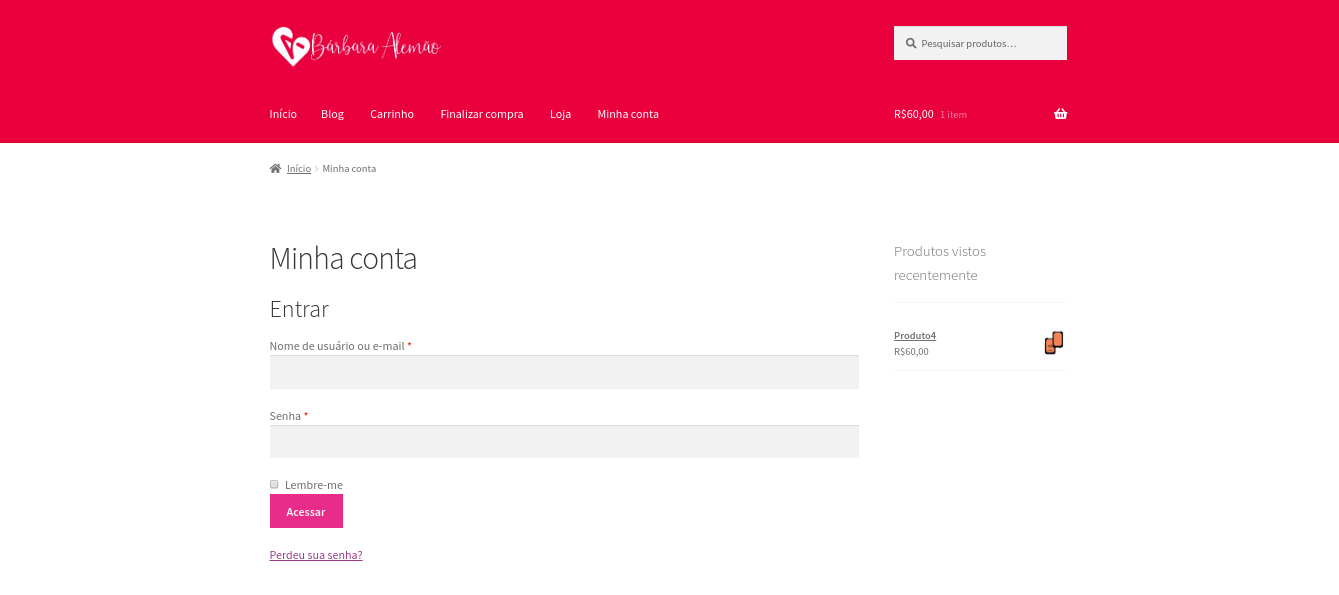 Bárbara Alemão
Pesquisar produtos…
Início Blog Carrinho Finalizar compra Loja Minha conta
R$60,00 1 item
Início Minha conta
Minha conta
Entrar
Nome de usuário ou e-mail *
Senha *
Lembre-me
Acessar
Perdeu sua senha?
Produtos vistos
recentemente
Produto4
R$60,00